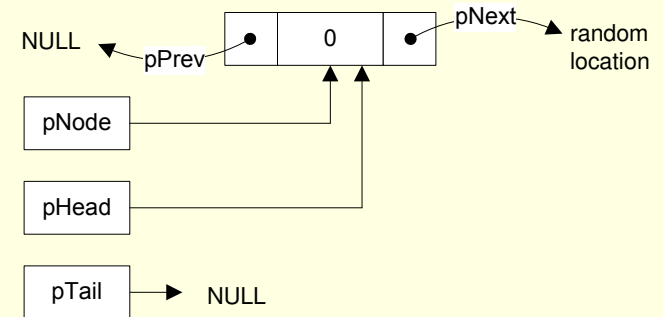 NULL
pPrev
0
pNext
random
location
pNode
pHead
pTail
NULL